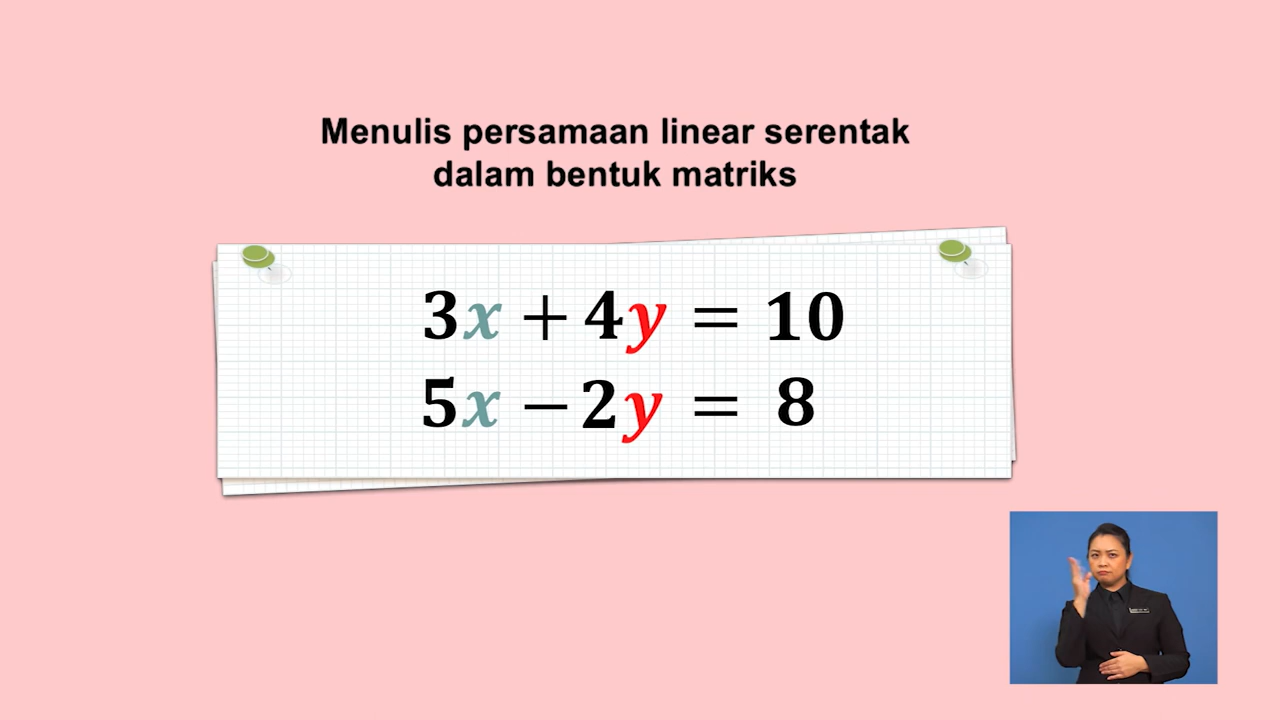 Menulis persamaan linear serentak
dalam bentuk matriks
3x + 4y = 10
5x − 2y = 8